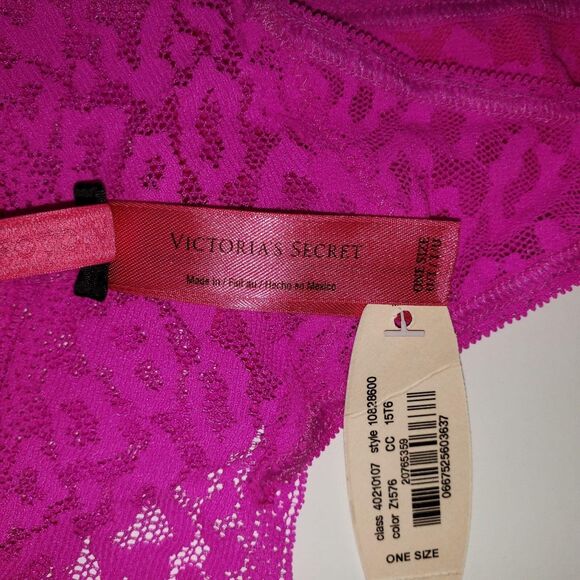 VICTORIA'S SECRET
Made in / Fait au / Hecho en Mexico
ONE SIZE
class 40210107 style 10828600
color Z1576 CC 15T6
20765359
0667525603637
ONE SIZE